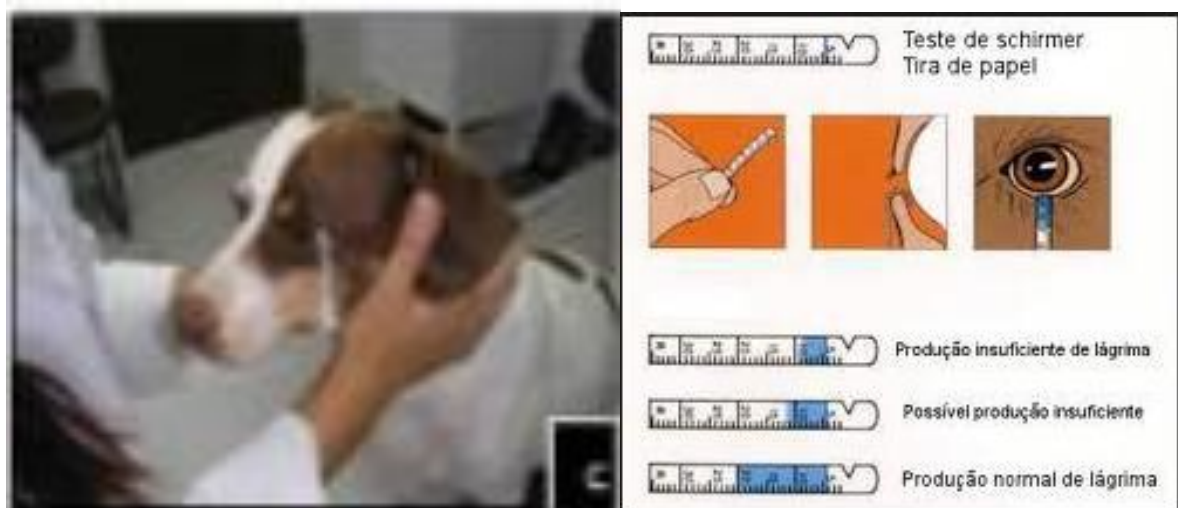 Teste de schirmer
Tira de papel
Produção insuficiente de lágrima
Possível produção insuficiente
Produção normal de lágrima